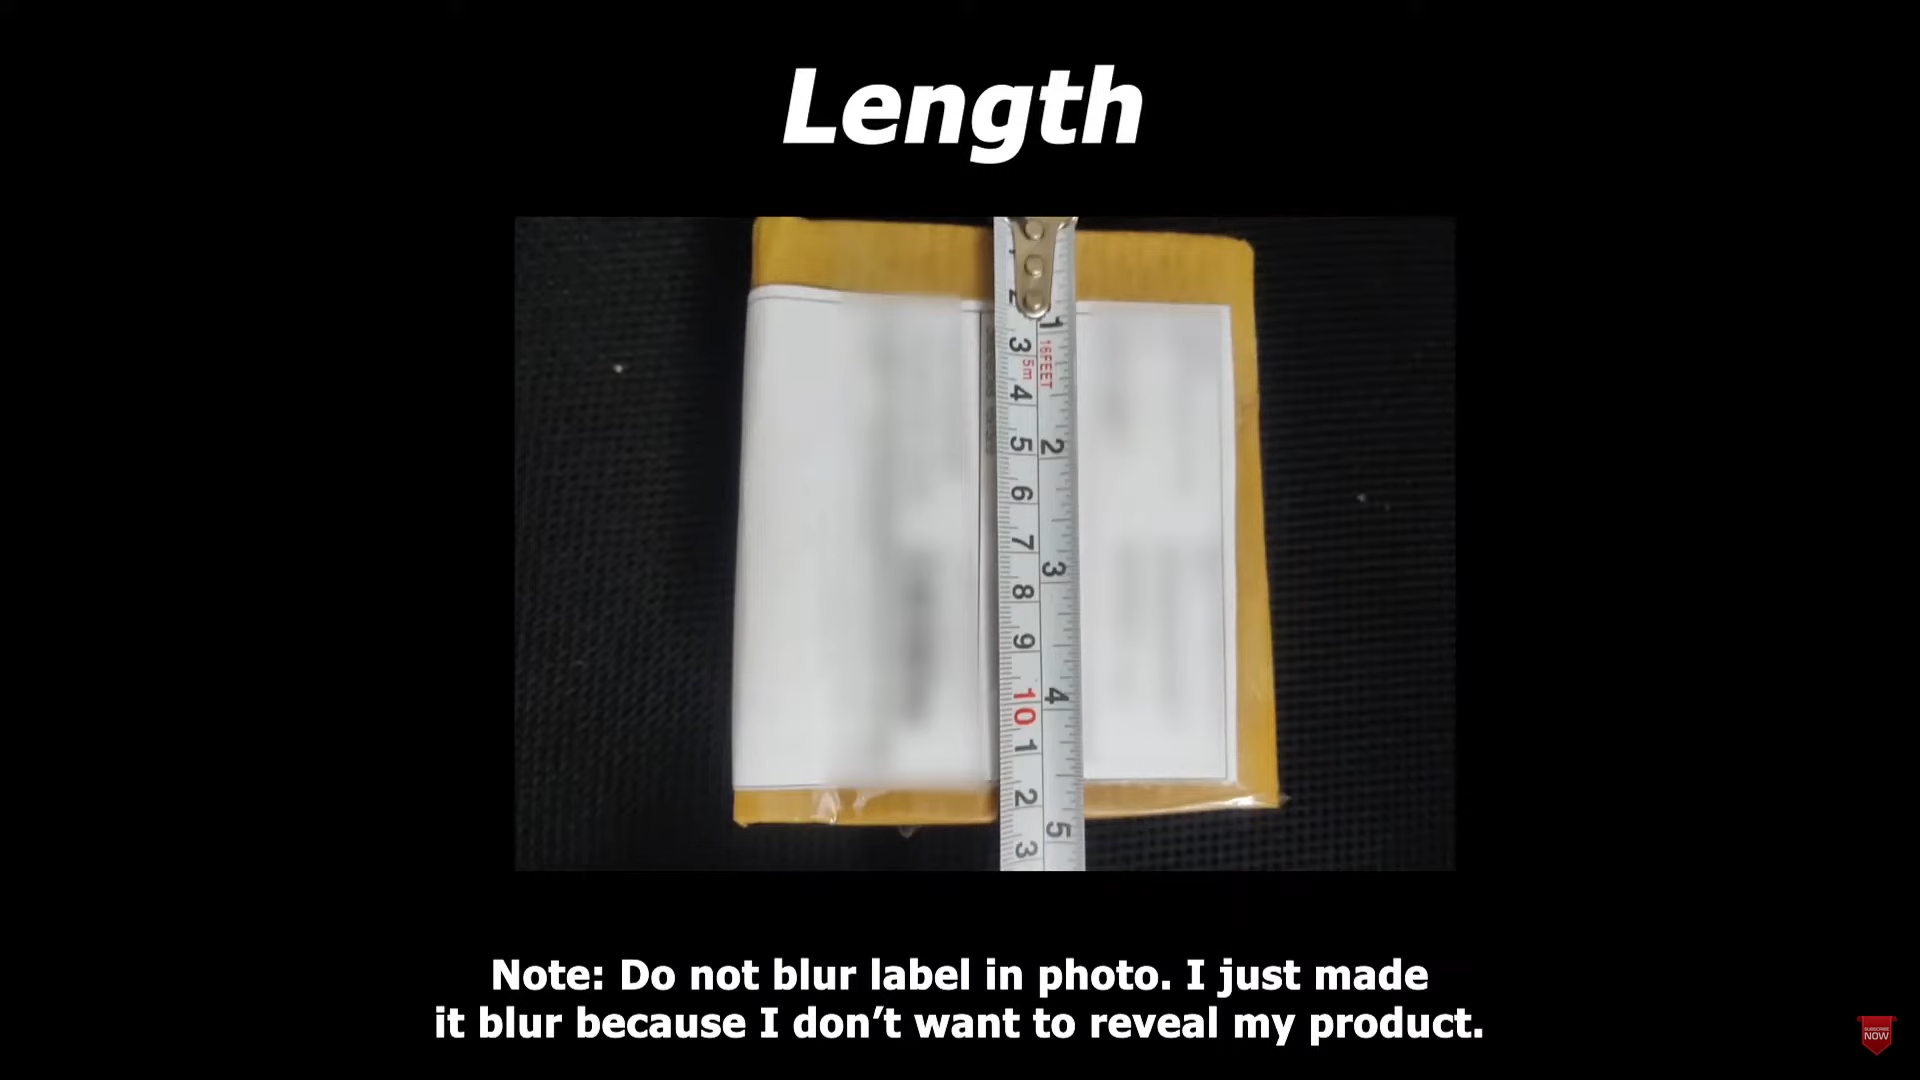 Length
1
2
3
5m
4
5
6
7
8
9
10
1
2
3
1
16FEET
2
3
4
5
Note: Do not blur label in photo. I just made
it blur because I don’t want to reveal my product.
SUBSCRIBE
NOW